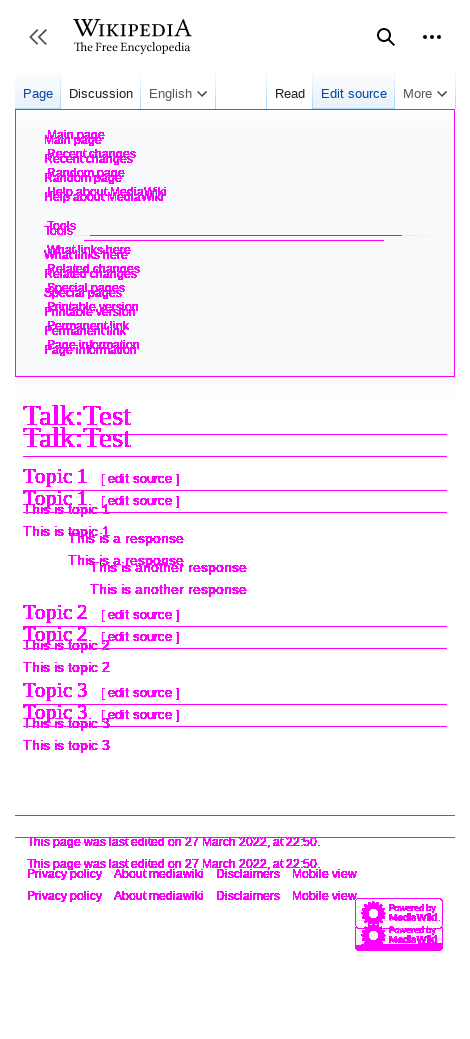 WIKIPEDIA
The Free Encyclopedia
Page Discussion English Read Edit source More
Main page
Main page
Recent changes
Recent changes
Random page
Random page
Help about MediaWiki
Help about MediaWiki
Tools
Tools
What links here
What links here
Related changes
Related changes
Special pages
Special pages
Printable version
Printable version
Permanent link
Permanent link
Page information
Page information
Talk:Test
Talk:Test
Topic 1 [ edit source ]
Topic 1 [ edit source ]
This is topic 1
This is topic 1
This is a response
This is a response
This is another response
This is another response
Topic 2 [ edit source ]
Topic 2 [ edit source ]
This is topic 2
This is topic 2
Topic 3 [ edit source ]
Topic 3 [ edit source ]
This is topic 3
This is topic 3
This page was last edited on 27 March 2022, at 22:50.
This page was last edited on 27 March 2022, at 22:50.
Privacy policy About mediawiki Disclaimers Mobile view
Privacy policy About mediawiki Disclaimers Mobile view
Powered by
MediaWiki
Powered by
MediaWiki